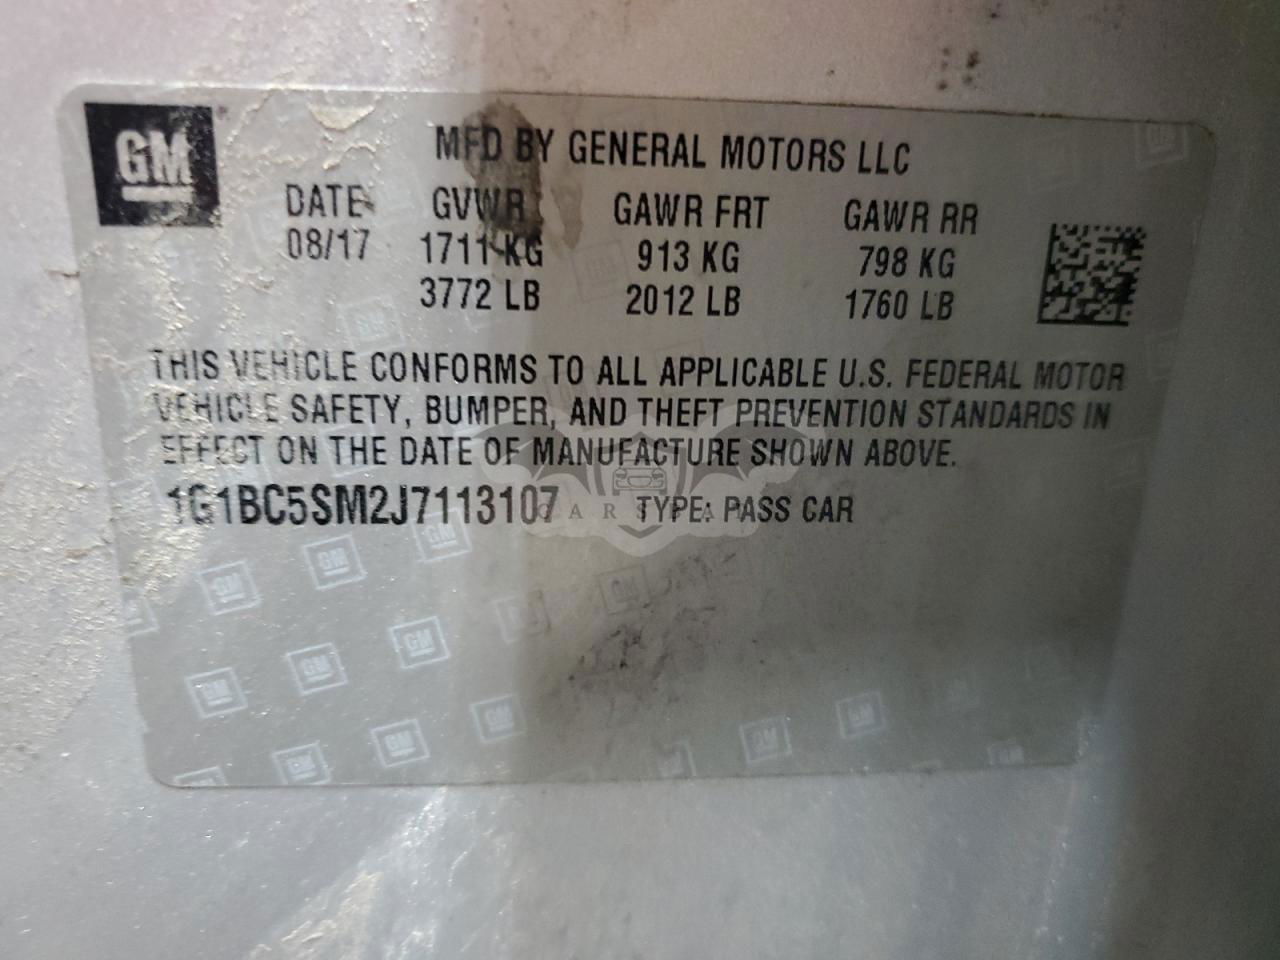 GM
MFD BY GENERAL MOTORS LLC
DATE GVWR GAWR FRT GAWR RR
08/17 1711 KG 913 KG 798 KG
3772 LB 2012 LB 1760 LB
THIS VEHICLE CONFORMS TO ALL APPLICABLE U.S. FEDERAL MOTOR
VEHICLE SAFETY, BUMPER, AND THEFT PREVENTION STANDARDS IN
EFFECT ON THE DATE OF MANUFACTURE SHOWN ABOVE.
1G1BC5SM2J7113107 TYPE: PASS CAR